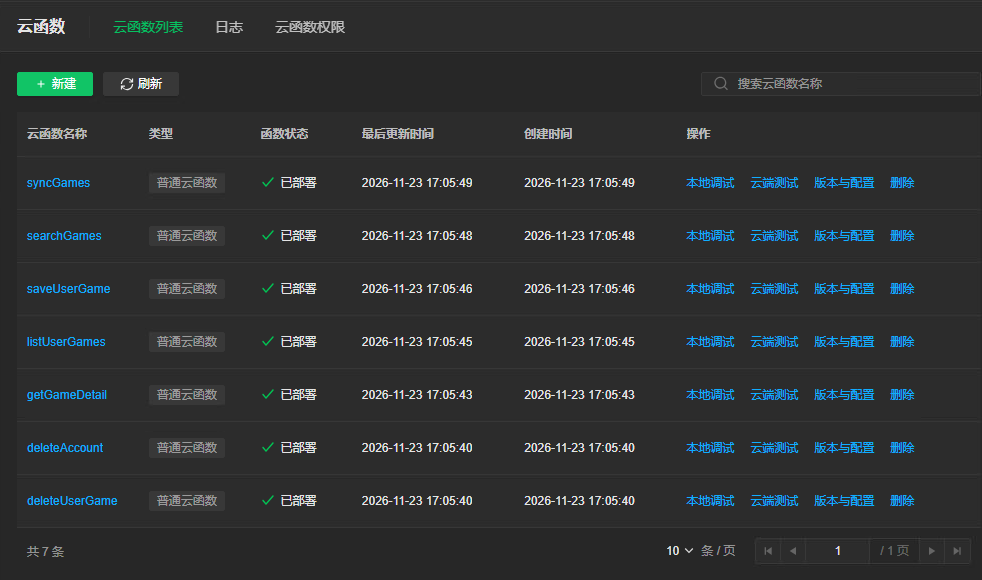 云函数 云函数列表 日志 云函数权限
+ 新建 刷新 搜索云函数名称
云函数名称 类型 函数状态 最后更新时间 创建时间 操作
syncGames 普通云函数 已部署 2026-11-23 17:05:49 2026-11-23 17:05:49 本地调试 云端测试 版本与配置 删除
searchGames 普通云函数 已部署 2026-11-23 17:05:48 2026-11-23 17:05:48 本地调试 云端测试 版本与配置 删除
saveUserGame 普通云函数 已部署 2026-11-23 17:05:46 2026-11-23 17:05:46 本地调试 云端测试 版本与配置 删除
listUserGames 普通云函数 已部署 2026-11-23 17:05:45 2026-11-23 17:05:45 本地调试 云端测试 版本与配置 删除
getGameDetail 普通云函数 已部署 2026-11-23 17:05:43 2026-11-23 17:05:43 本地调试 云端测试 版本与配置 删除
deleteAccount 普通云函数 已部署 2026-11-23 17:05:40 2026-11-23 17:05:40 本地调试 云端测试 版本与配置 删除
deleteUserGame 普通云函数 已部署 2026-11-23 17:05:40 2026-11-23 17:05:40 本地调试 云端测试 版本与配置 删除
共 7 条 10 条 / 页 1 / 1 页